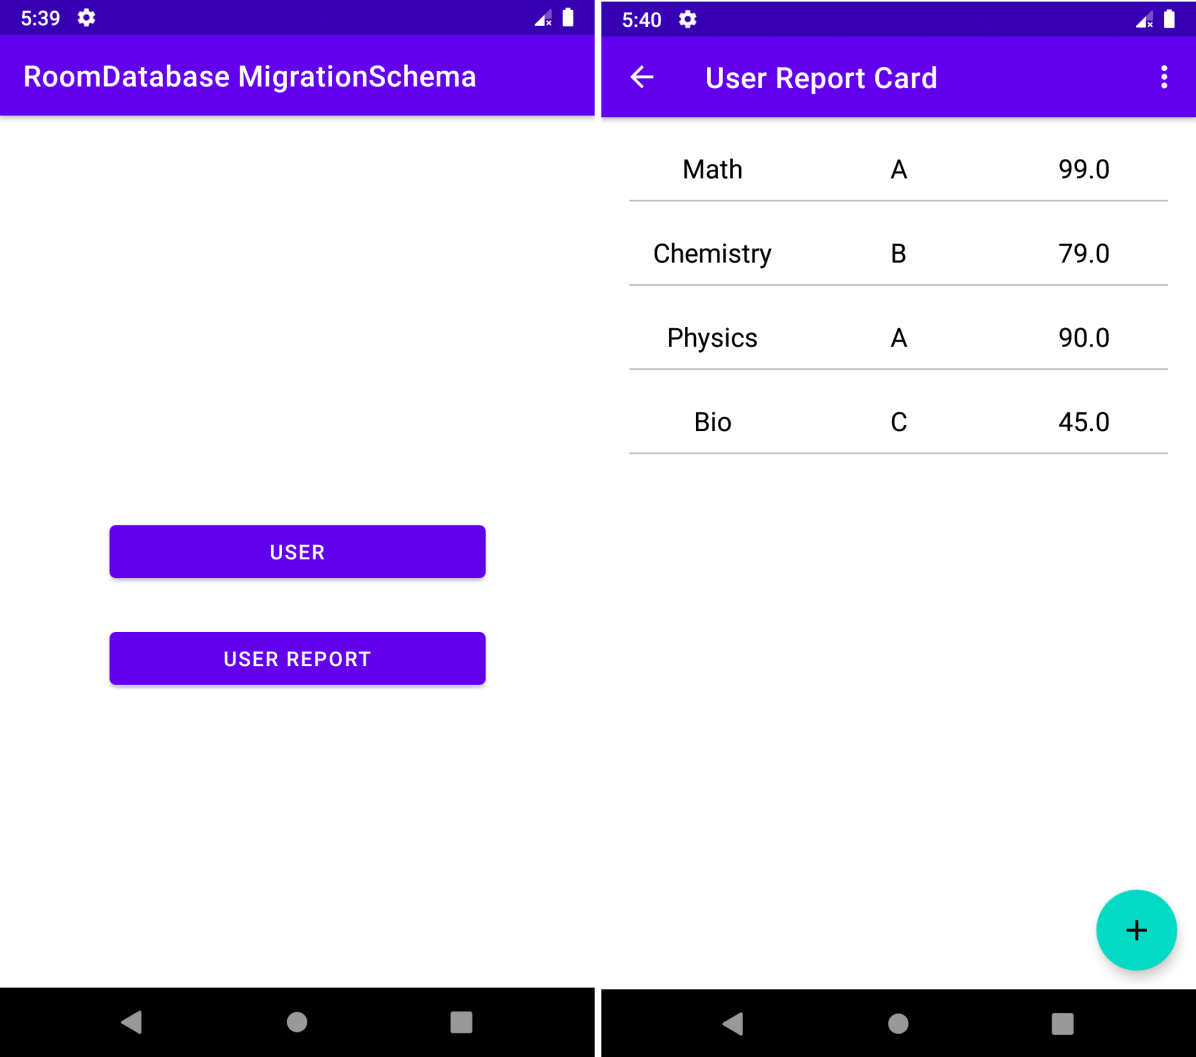 5:39
RoomDatabase MigrationSchema
USER
USER REPORT
5:40
User Report Card
Math A 99.0
Chemistry B 79.0
Physics A 90.0
Bio C 45.0